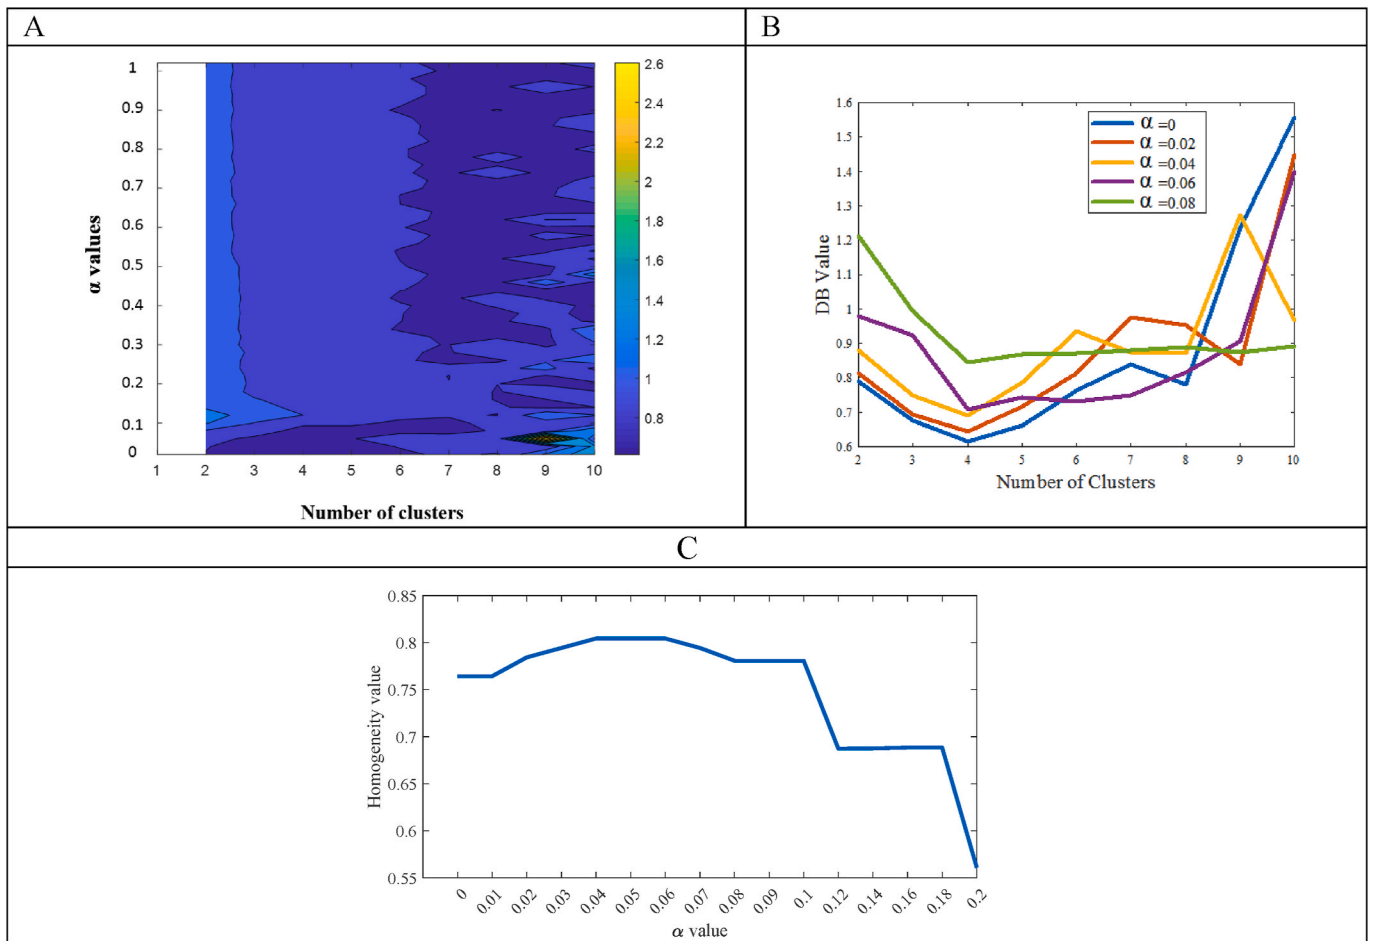 A
B
1
0.9
0.8
0.7
0.6
0.5
0.4
0.3
0.2
0.1
0
α values
1 2 3 4 5 6 7 8 9 10
Number of clusters
2.6
2.4
2.2
2
1.8
1.6
1.4
1.2
1
0.8
1.6
1.5
1.4
1.3
1.2
1.1
1
0.9
0.8
0.7
0.6
DB Value
α =0
α =0.02
α =0.04
α =0.06
α =0.08
2 3 4 5 6 7 8 9 10
Number of Clusters
C
0.85
0.8
0.75
0.7
0.65
0.6
0.55
Homogeneity value
0 0.01 0.02 0.03 0.04 0.05 0.06 0.07 0.08 0.09 0.1 0.12 0.14 0.16 0.18 0.2
α value